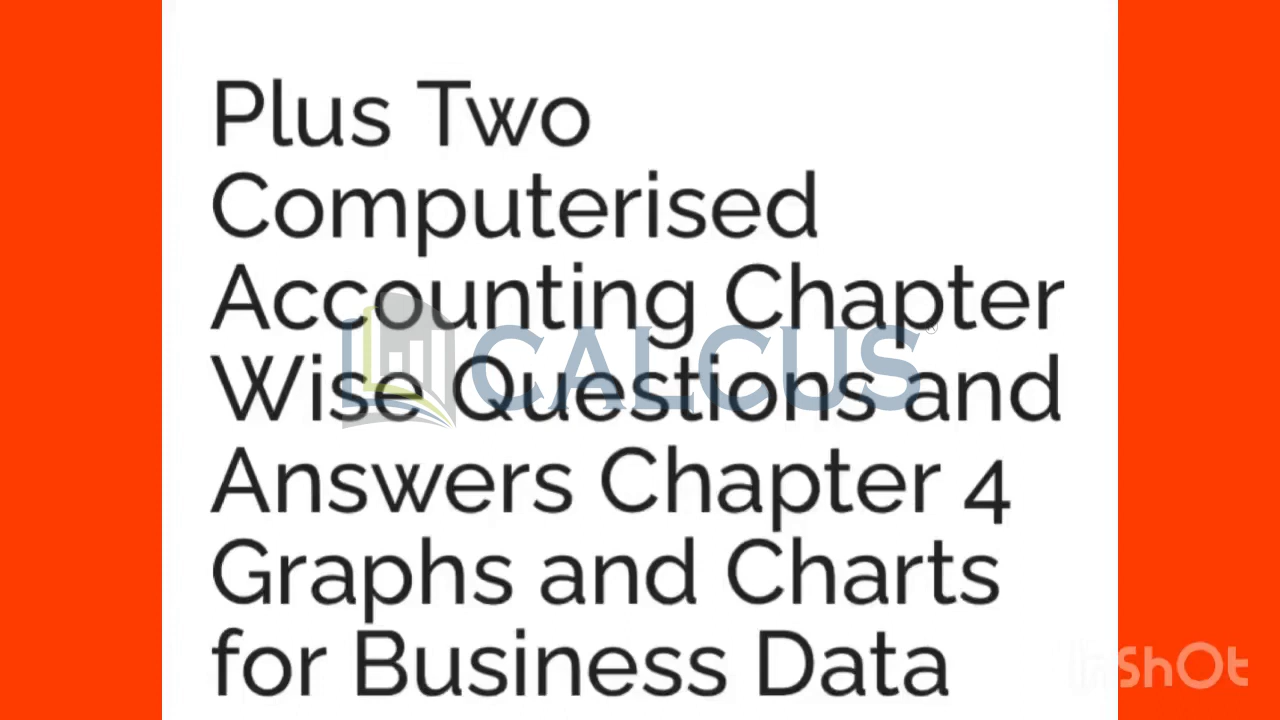 Plus Two
Computerised
Accounting Chapter
Wise Questions and
Answers Chapter 4
Graphs and Charts
for Business Data
CALCUS®
InShOt